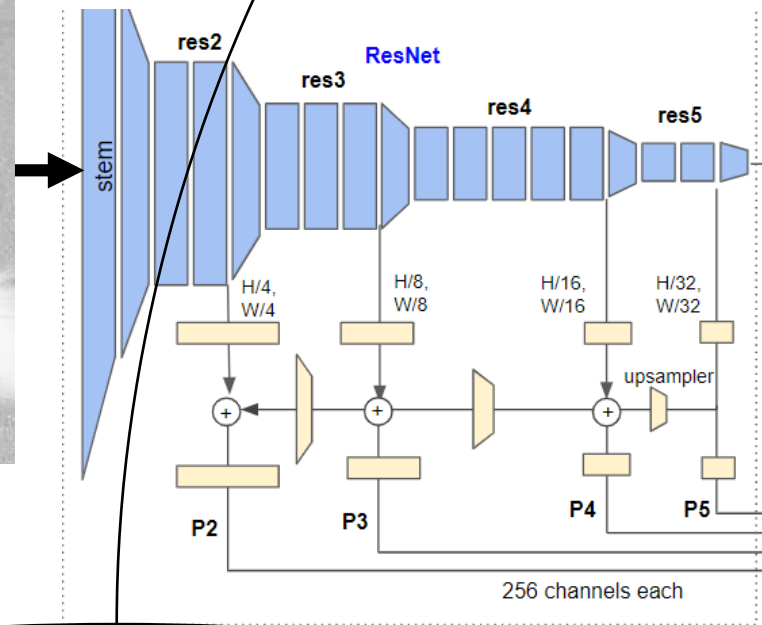 res2
ResNet
res3
res4
res5
stem
H/4,
W/4
H/8,
W/8
H/16,
W/16
H/32,
W/32
upsampler
+
+
+
P2
P3
P4
P5
256 channels each